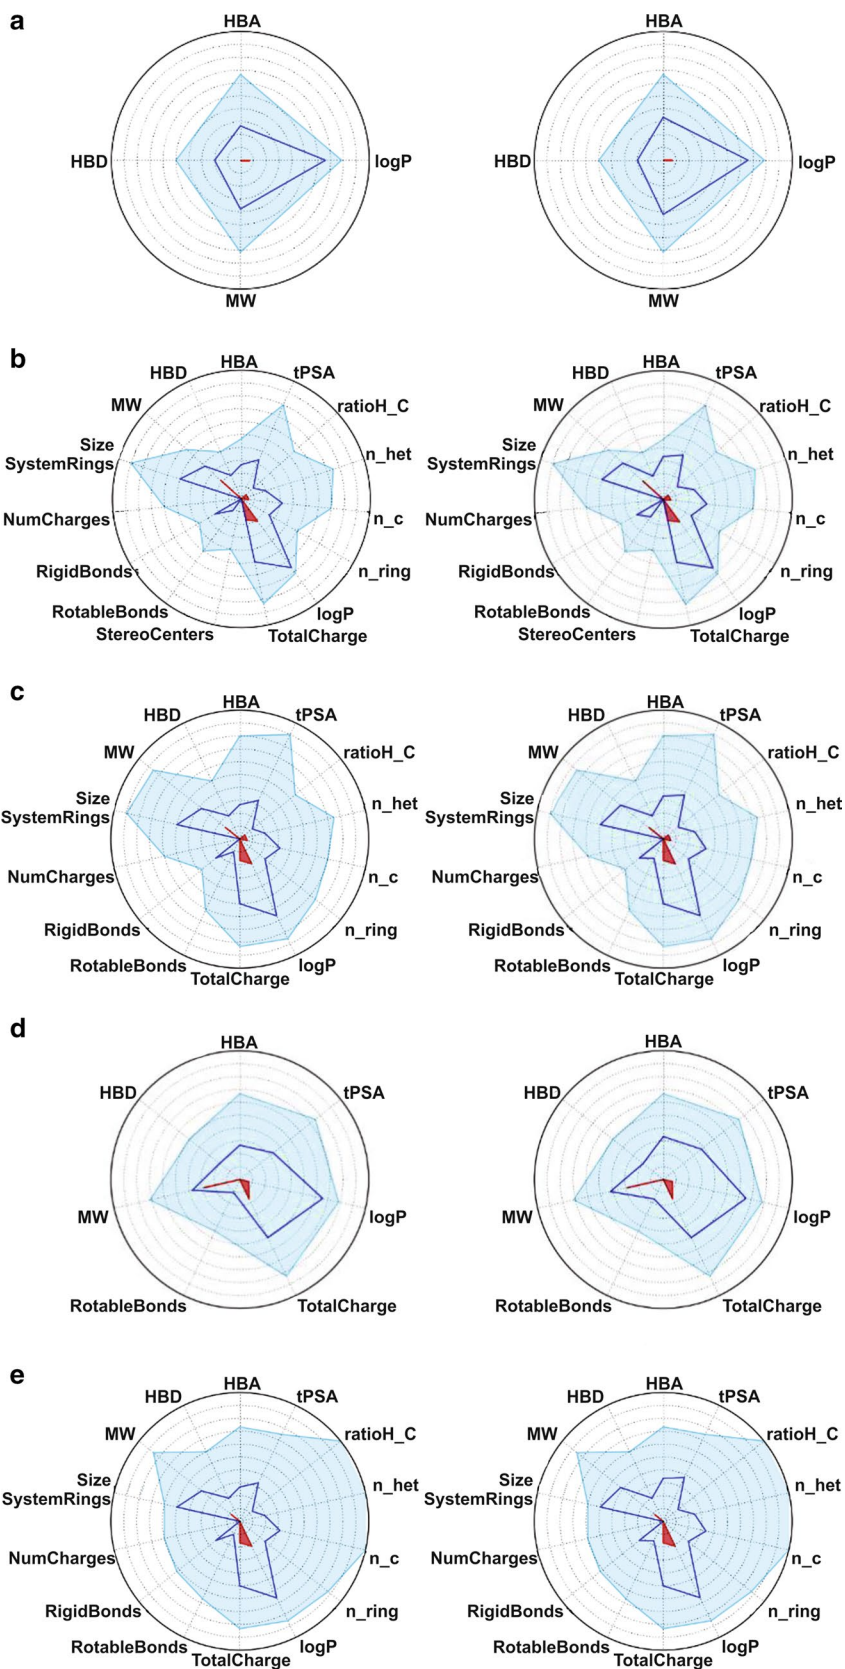 a
HBA HBA
HBD logP HBD logP
MW MW
b
HBA tPSA HBA tPSA
HBD HBD
MW ratioH_C MW ratioH_C
Size n_het Size n_het
SystemRings SystemRings
NumCharges n_c NumCharges n_c
RigidBonds n_ring RigidBonds n_ring
RotableBonds logP RotableBonds logP
StereoCenters TotalCharge StereoCenters TotalCharge
c
HBA HBA
HBD tPSA HBD tPSA
MW ratioH_C MW ratioH_C
Size n_het Size n_het
SystemRings SystemRings
NumCharges n_c NumCharges n_c
RigidBonds n_ring RigidBonds n_ring
RotableBonds logP RotableBonds logP
TotalCharge TotalCharge
d
HBA HBA
HBD tPSA HBD tPSA
MW logP MW logP
RotableBonds TotalCharge RotableBonds TotalCharge
e
HBA HBA
HBD tPSA HBD tPSA
MW ratioH_C MW ratioH_C
Size n_het Size n_het
SystemRings SystemRings
NumCharges n_c NumCharges n_c
RigidBonds n_ring RigidBonds n_ring
RotableBonds logP RotableBonds logP
TotalCharge TotalCharge